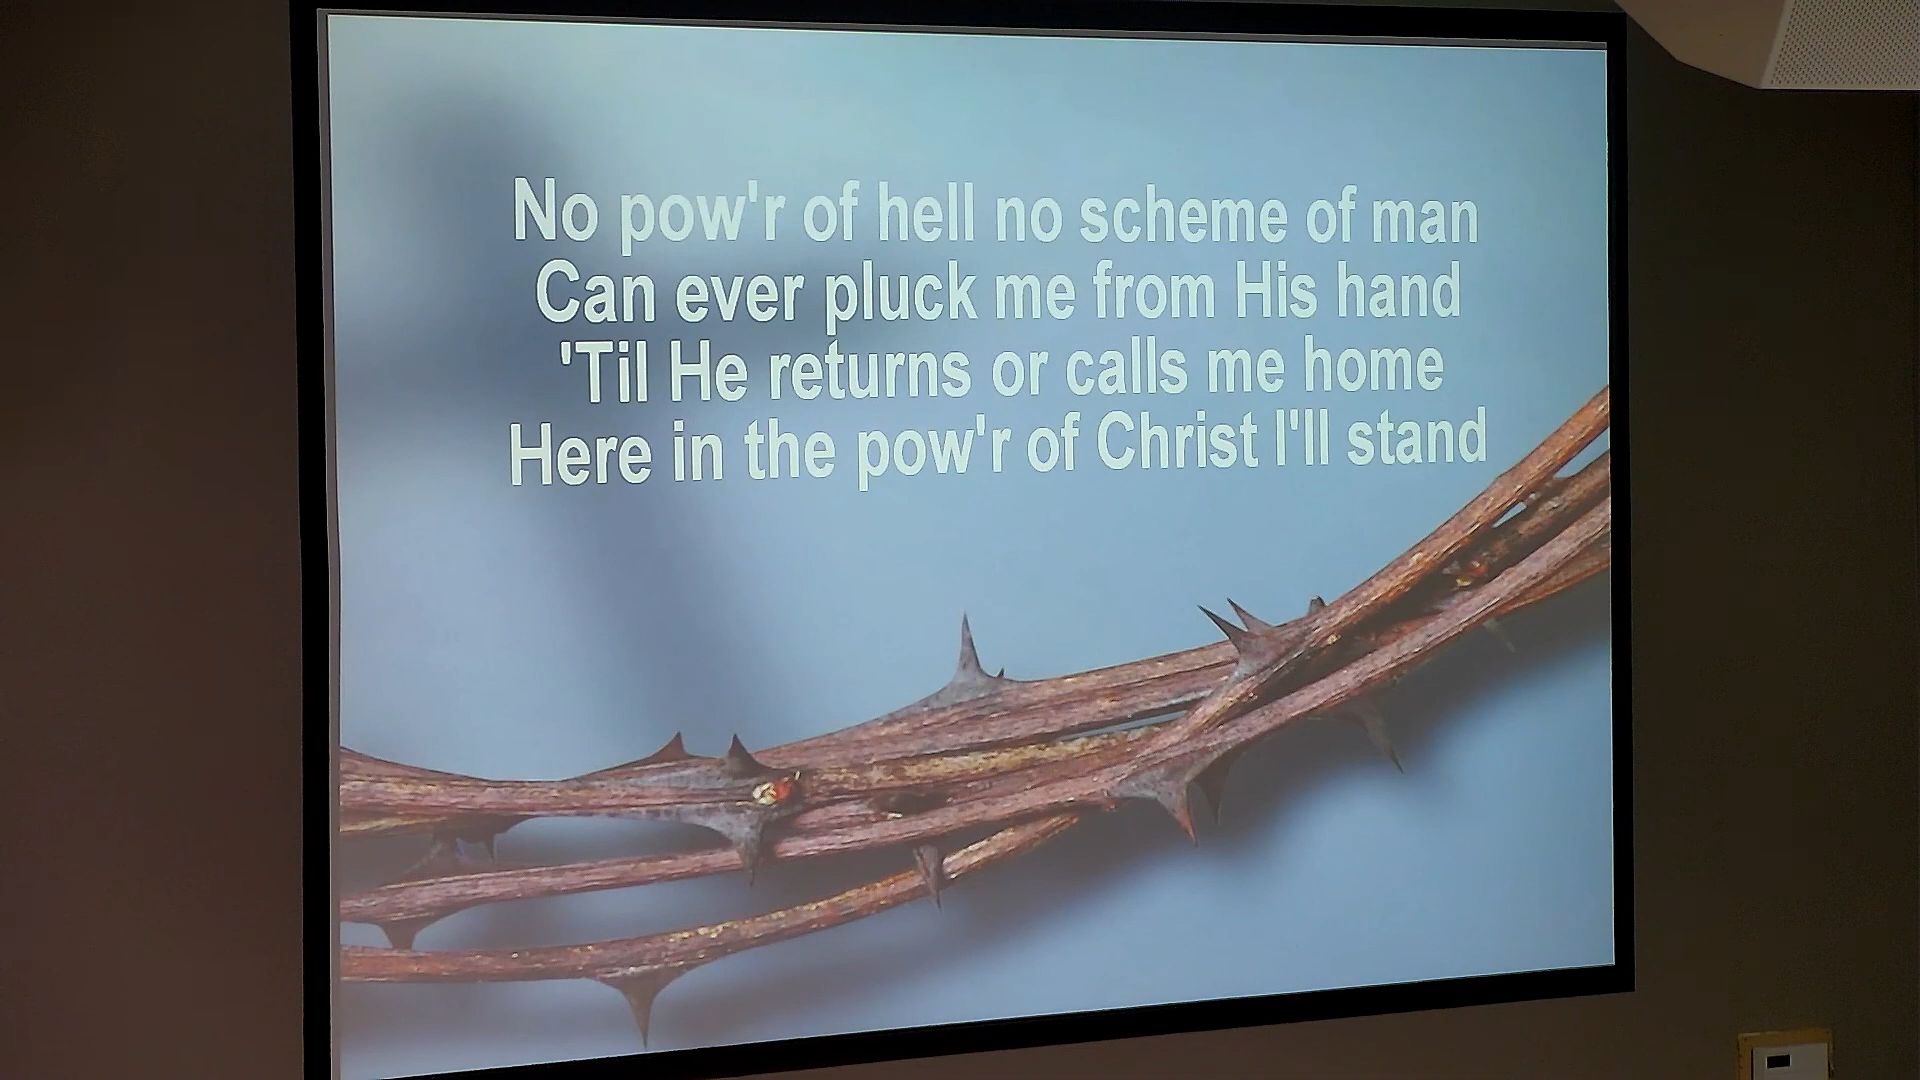 No pow'r of hell no scheme of man
Can ever pluck me from His hand
'Til He returns or calls me home
Here in the pow'r of Christ I'll stand